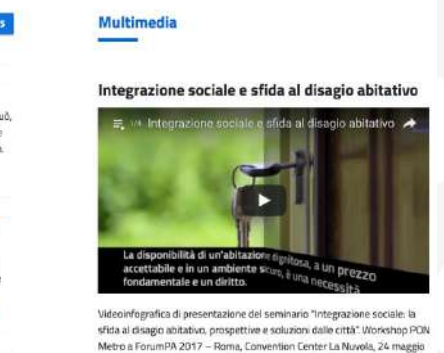 s
Multimedia
Integrazione sociale e sfida al disagio abitativo
uò,
1/4 Integrazione sociale e sfida al disagio abitativo
La disponibilità di un'abitazione dignitosa, a un prezzo
accettabile e in un ambiente sicuro, è una necessità
fondamentale e un diritto.
Videoinfografica di presentazione del seminario "Integrazione sociale: la
sfida al disagio abitativo, prospettive e soluzioni dalle città". Workshop PON
Metro a ForumPA 2017 – Roma, Convention Center La Nuvola, 24 maggio